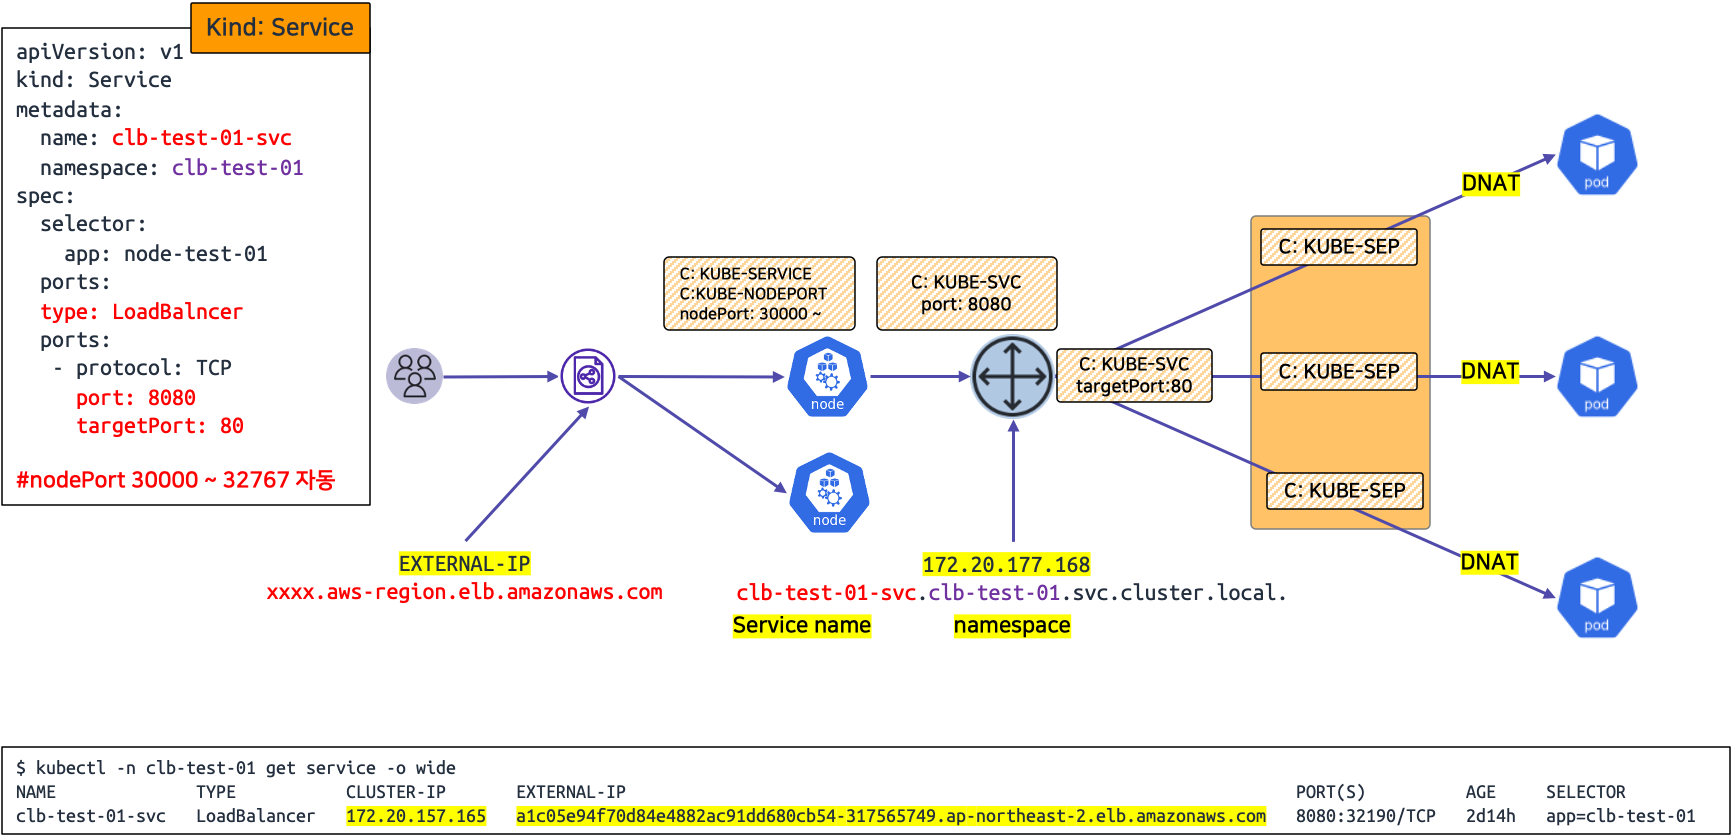 Kind: Service
apiVersion: v1
kind: Service
metadata:
name: clb-test-01-svc
namespace: clb-test-01
spec:
selector:
app: node-test-01
ports:
type: LoadBalncer
ports:
- protocol: TCP
port: 8080
targetPort: 80
#nodePort 30000 ~ 32767 자동
C: KUBE-SERVICE
C:KUBE-NODEPORT
nodePort: 30000 ~
C: KUBE-SVC
port: 8080
C: KUBE-SVC
targetPort:80
C: KUBE-SEP
C: KUBE-SEP
C: KUBE-SEP
DNAT
DNAT
DNAT
pod
pod
pod
node
node
EXTERNAL-IP
xxxx.aws-region.elb.amazonaws.com
172.20.177.168
clb-test-01-svc.clb-test-01.svc.cluster.local.
Service name namespace
$ kubectl -n clb-test-01 get service -o wide
NAME TYPE CLUSTER-IP EXTERNAL-IP PORT(S) AGE SELECTOR
clb-test-01-svc LoadBalancer 172.20.157.165 a1c05e94f70d84e4882ac91dd680cb54-317565749.ap-northeast-2.elb.amazonaws.com 8080:32190/TCP 2d14h app=clb-test-01